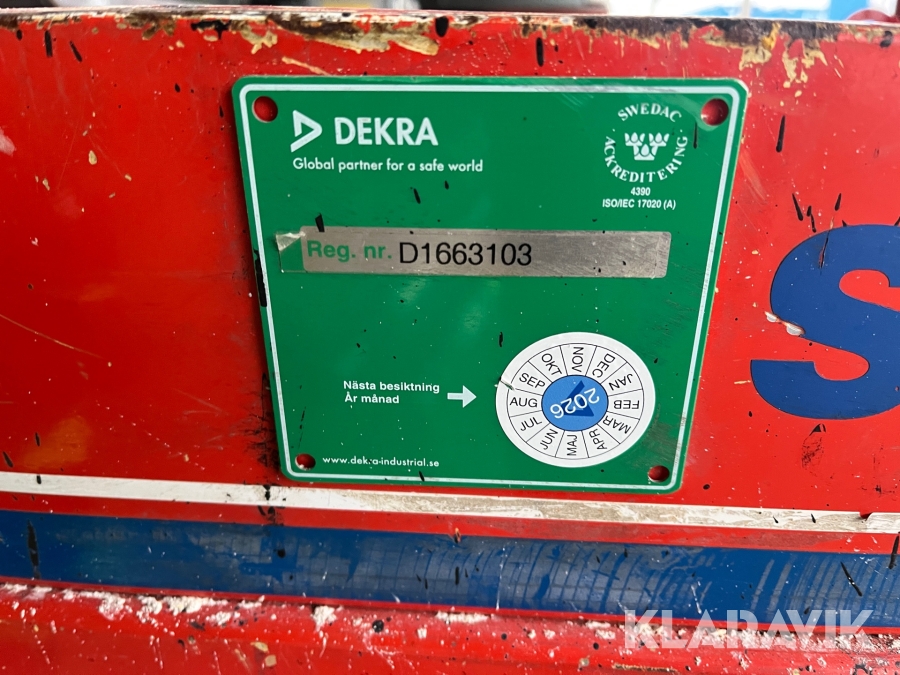 DEKRA
Global partner for a safe world
SWEDAC
ACKREDITERING
4390
ISO/IEC 17020 (A)
Reg. nr. D1663103
Nästa besiktning
År månad
JAN
FEB
MAR
APR
MAJ
JUN
JUL
AUG
SEP
OKT
NOV
DEC
2026
www.dekra-industrial.se
S
KLARAVIK